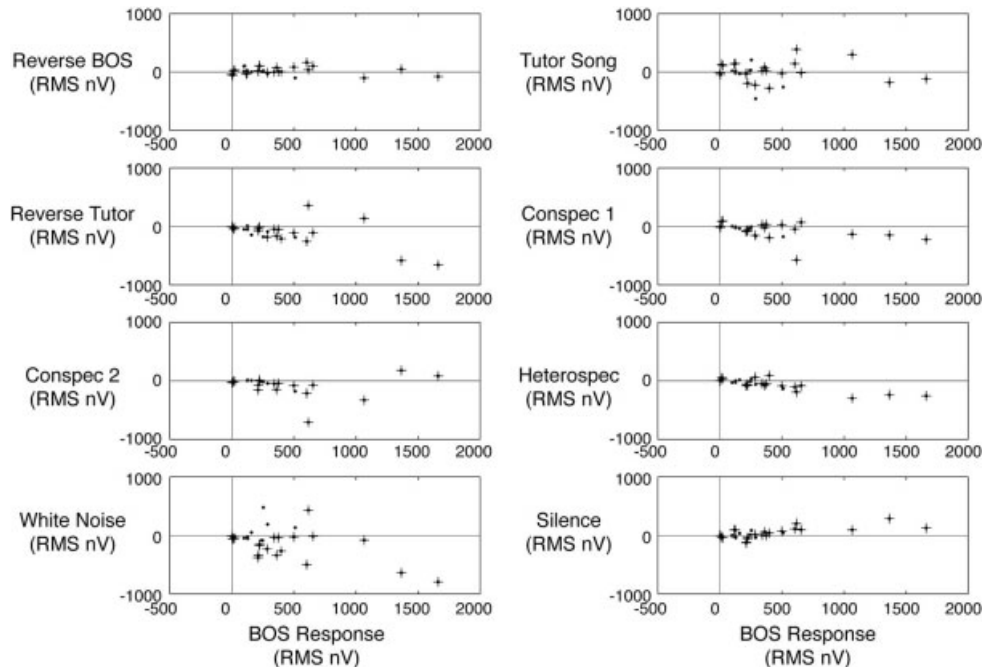 1000
Reverse BOS
(RMS nV)
0
-1000
-500 0 500 1000 1500 2000
1000
Tutor Song
(RMS nV)
0
-1000
-500 0 500 1000 1500 2000
1000
Reverse Tutor
(RMS nV)
0
-1000
-500 0 500 1000 1500 2000
1000
Conspec 1
(RMS nV)
0
-1000
-500 0 500 1000 1500 2000
1000
Conspec 2
(RMS nV)
0
-1000
-500 0 500 1000 1500 2000
1000
Heterospec
(RMS nV)
0
-1000
-500 0 500 1000 1500 2000
1000
White Noise
(RMS nV)
0
-1000
-500 0 500 1000 1500 2000
BOS Response
(RMS nV)
1000
Silence
(RMS nV)
0
-1000
-500 0 500 1000 1500 2000
BOS Response
(RMS nV)